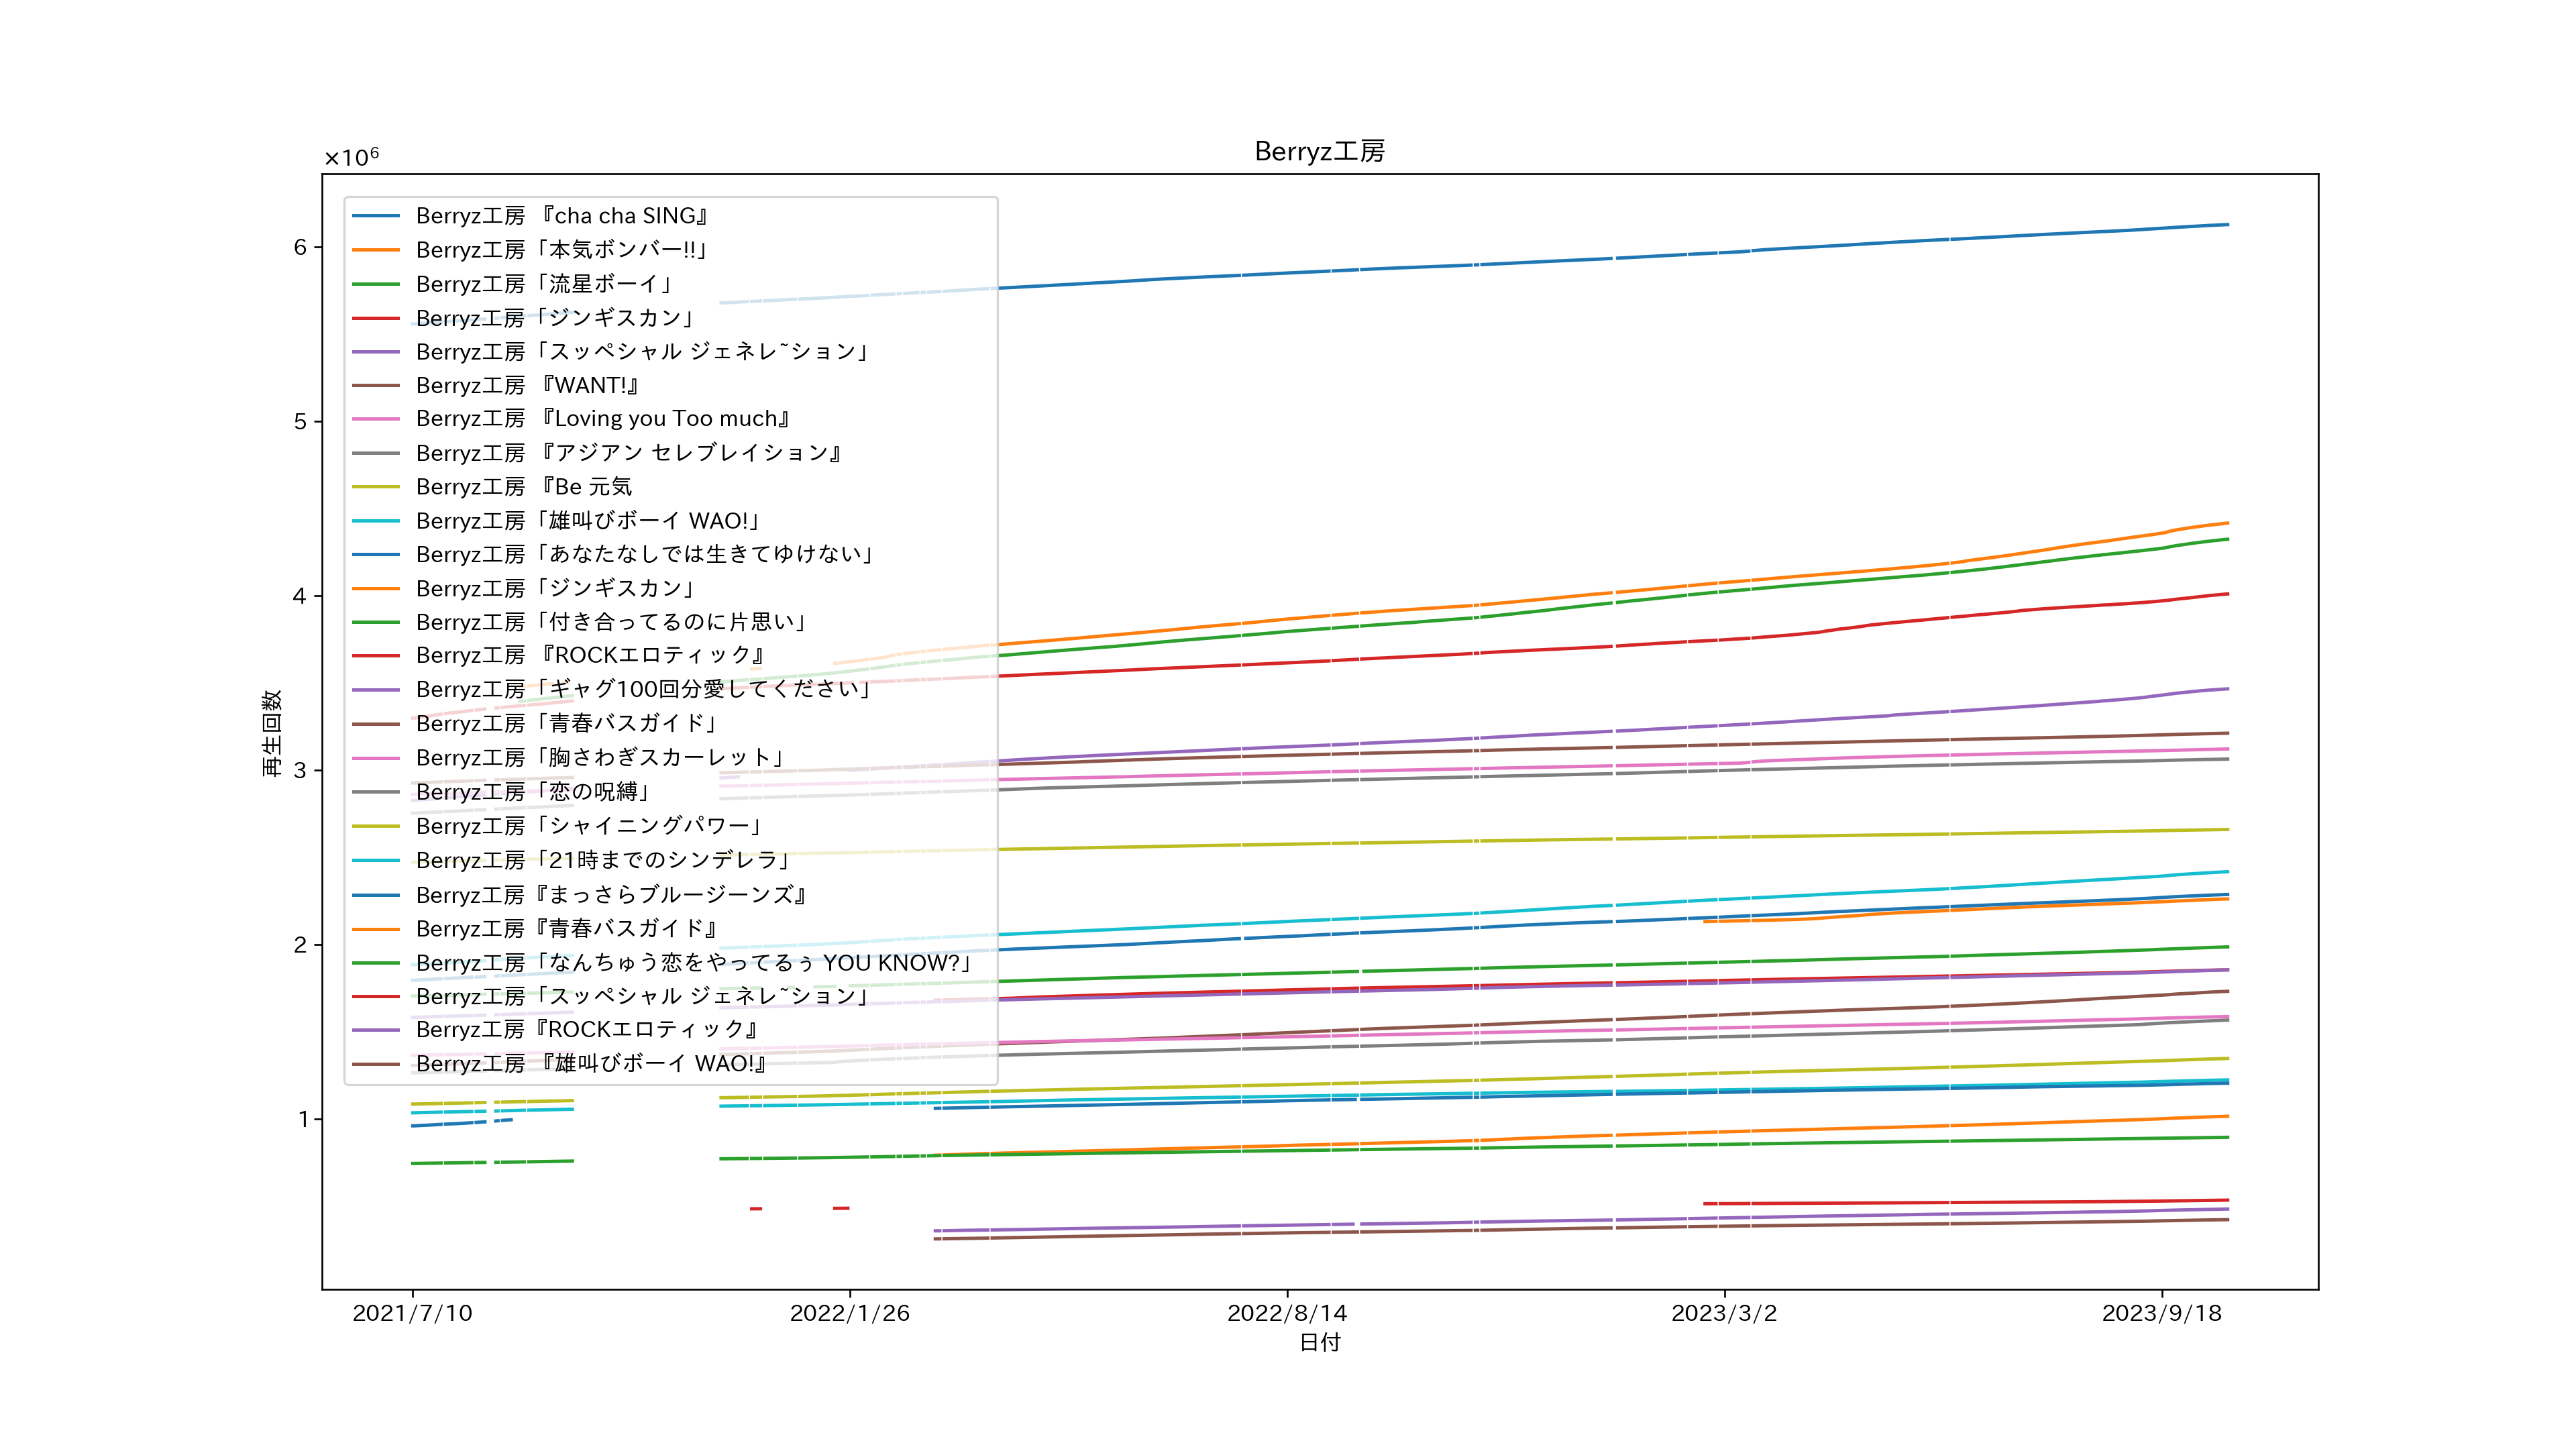 Berryz工房
×10⁶
Berryz工房 『cha cha SING』
Berryz工房「本気ボンバー!!」
Berryz工房「流星ボーイ」
Berryz工房「ジンギスカン」
Berryz工房「スッペシャル ジェネレ~ション」
Berryz工房 『WANT!』
Berryz工房 『Loving you Too much』
Berryz工房 『アジアン セレブレイション』
Berryz工房 『Be 元気
Berryz工房「雄叫びボーイ WAO!」
Berryz工房「あなたなしでは生きてゆけない」
Berryz工房「ジンギスカン」
Berryz工房「付き合ってるのに片思い」
Berryz工房 『ROCKエロティック』
Berryz工房「ギャグ100回分愛してください」
Berryz工房「青春バスガイド」
Berryz工房「胸さわぎスカーレット」
Berryz工房「恋の呪縛」
Berryz工房「シャイニングパワー」
Berryz工房「21時までのシンデレラ」
Berryz工房『まっさらブルージーンズ』
Berryz工房『青春バスガイド』
Berryz工房「なんちゅう恋をやってるぅ YOU KNOW?」
Berryz工房「スッペシャル ジェネレ~ション」
Berryz工房『ROCKエロティック』
Berryz工房 『雄叫びボーイ WAO!』
6
5
4
3
2
1
再生回数
2021/7/10
2022/1/26
2022/8/14
2023/3/2
2023/9/18
日付